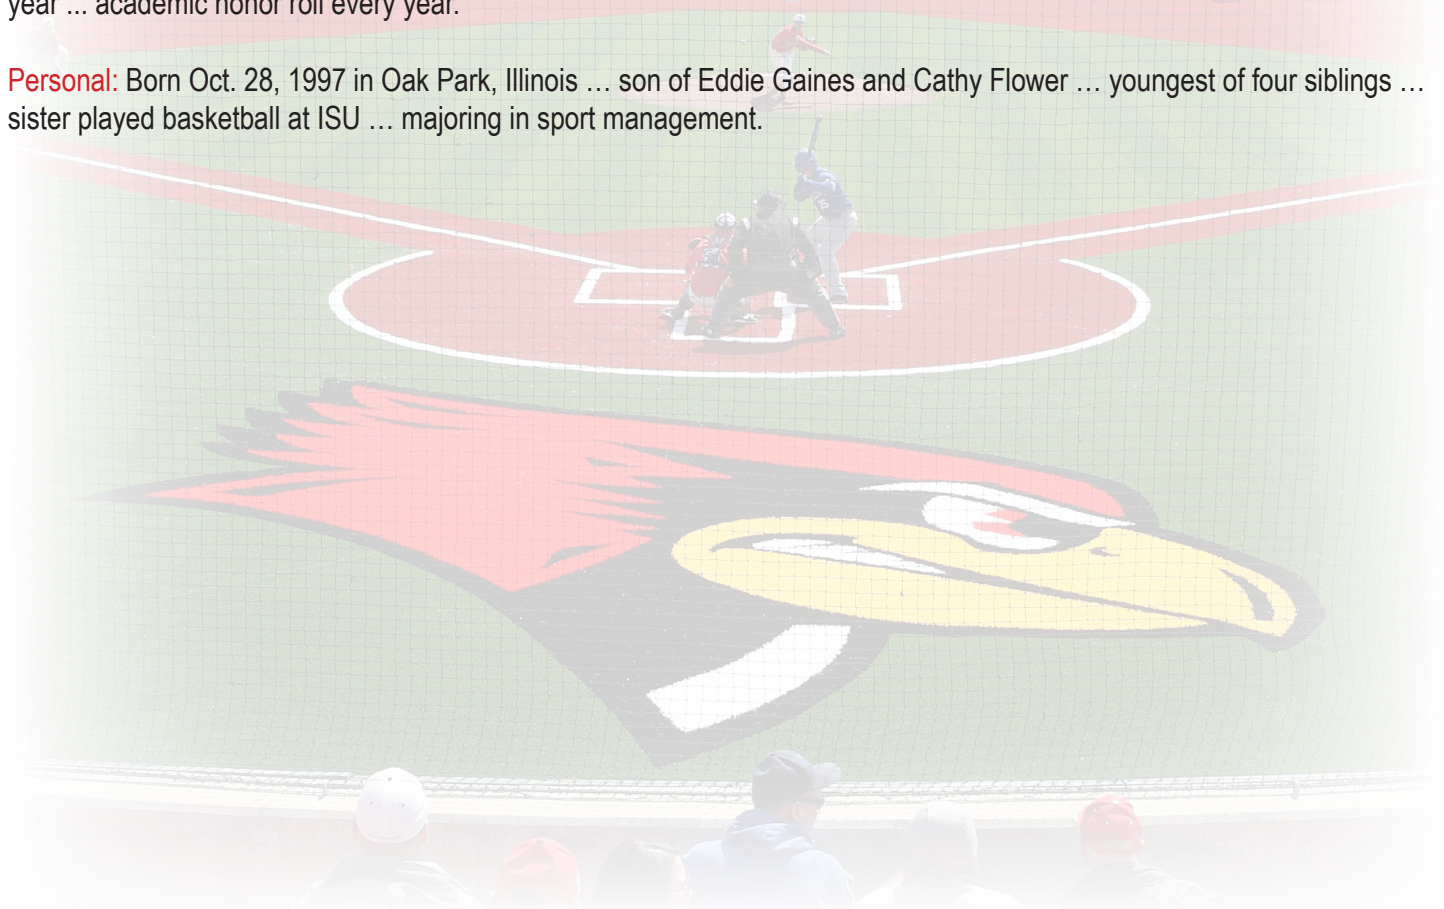 year ... academic honor roll every year.
Personal: Born Oct. 28, 1997 in Oak Park, Illinois … son of Eddie Gaines and Cathy Flower … youngest of four siblings …
sister played basketball at ISU … majoring in sport management.